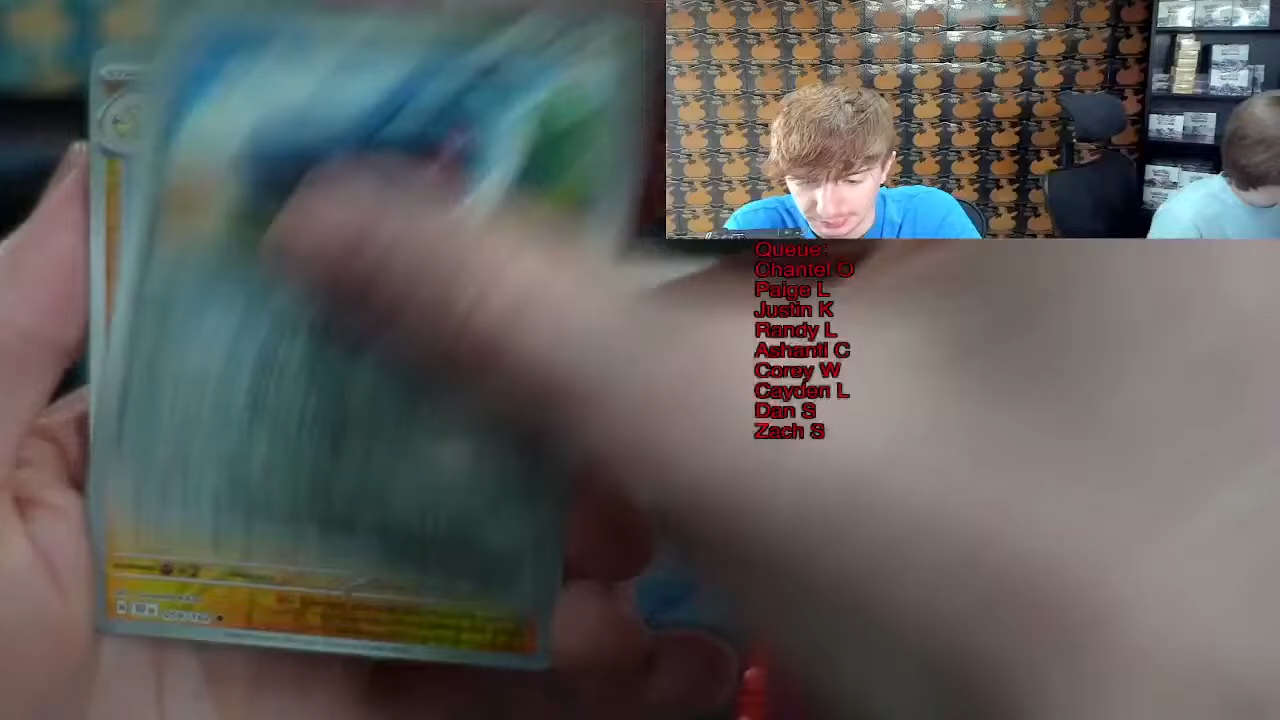 Queue:
Chantel O
Paige L
Justin K
Randy L
Ashanti C
Corey W
Cayden L
Dan S
Zach S